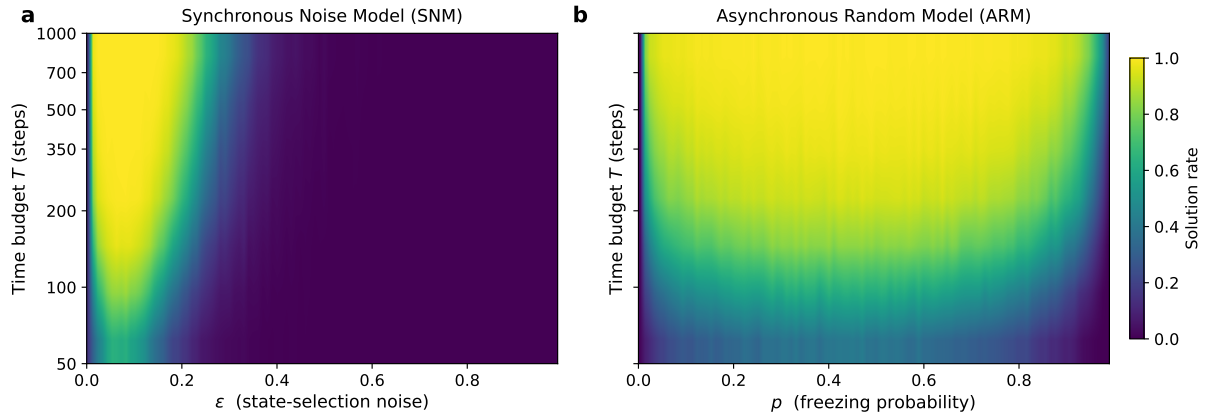 a
Synchronous Noise Model (SNM)
Time budget T (steps)
1000
700
500
350
200
100
50
0.0 0.2 0.4 0.6 0.8
ε (state-selection noise)
b
Asynchronous Random Model (ARM)
Time budget T (steps)
0.0 0.2 0.4 0.6 0.8
p (freezing probability)
1.0
0.8
0.6
0.4
0.2
0.0
Solution rate